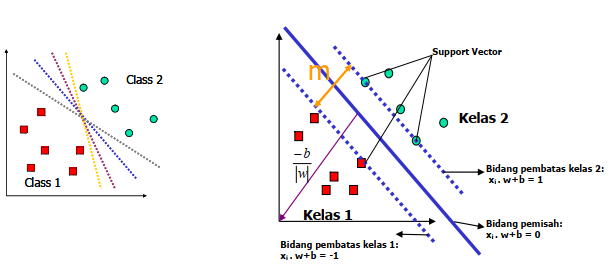 Class 2
Class 1
Support Vector
m
Kelas 2
-b
|w|
Kelas 1
Bidang pembatas kelas 2:
xᵢ . w+b = 1
Bidang pemisah:
xᵢ . w+b = 0
Bidang pembatas kelas 1:
xᵢ. w+b = -1